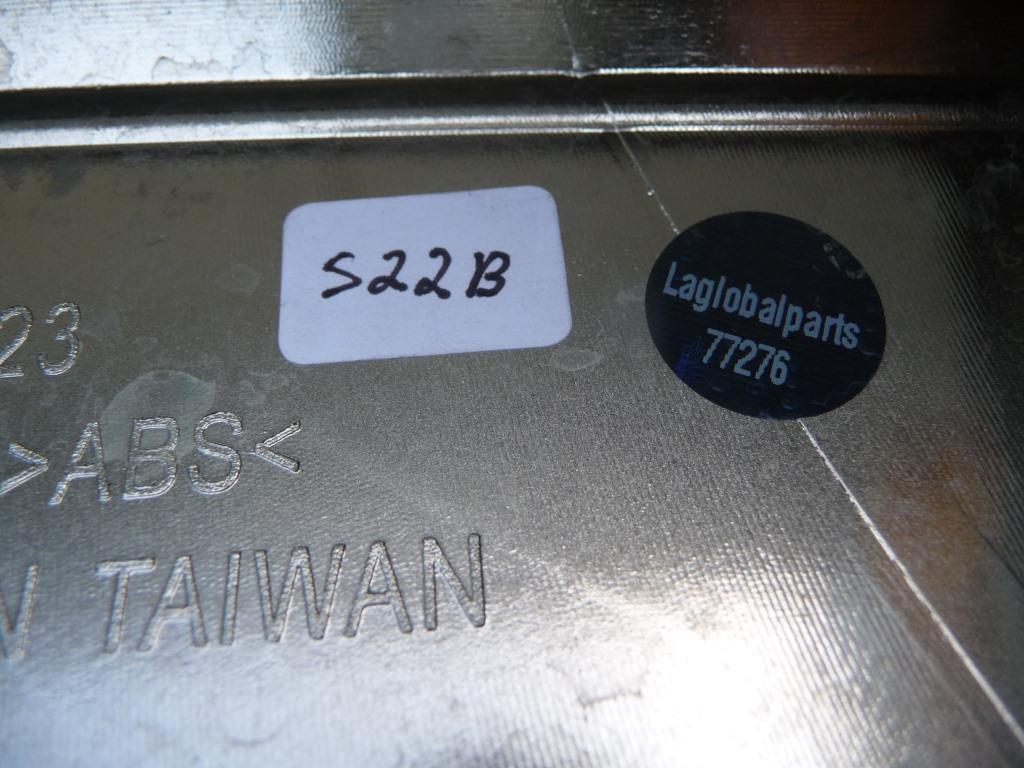 S22B
Laglobalparts
77276
23
>ABS<
N TAIWAN